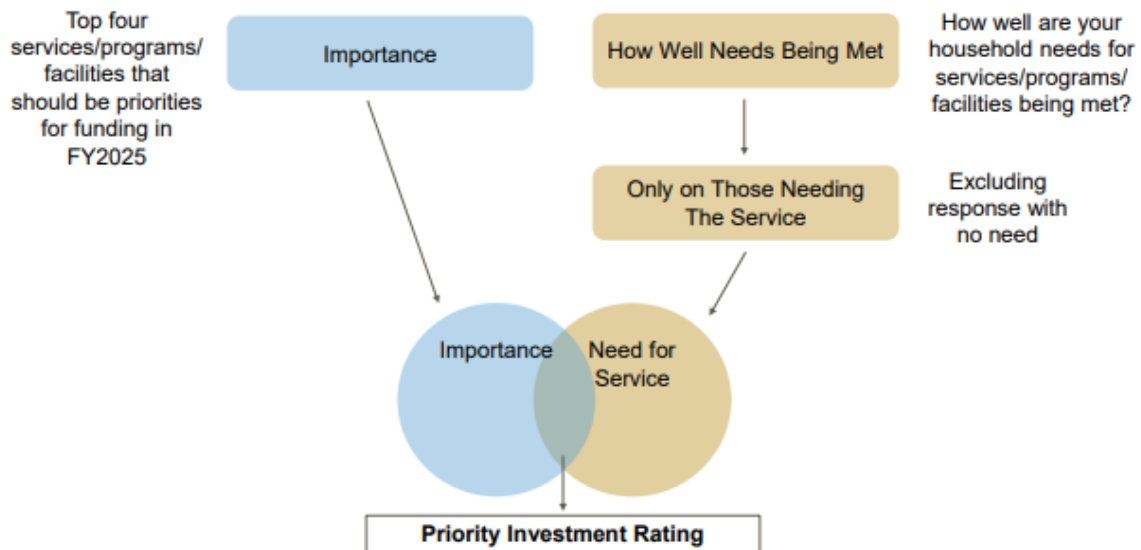 Top four
services/programs/
facilities that
should be priorities
for funding in
FY2025
Importance
How Well Needs Being Met
How well are your
household needs for
services/programs/
facilities being met?
Only on Those Needing
The Service
Excluding
response with
no need
Importance
Need for
Service
Priority Investment Rating